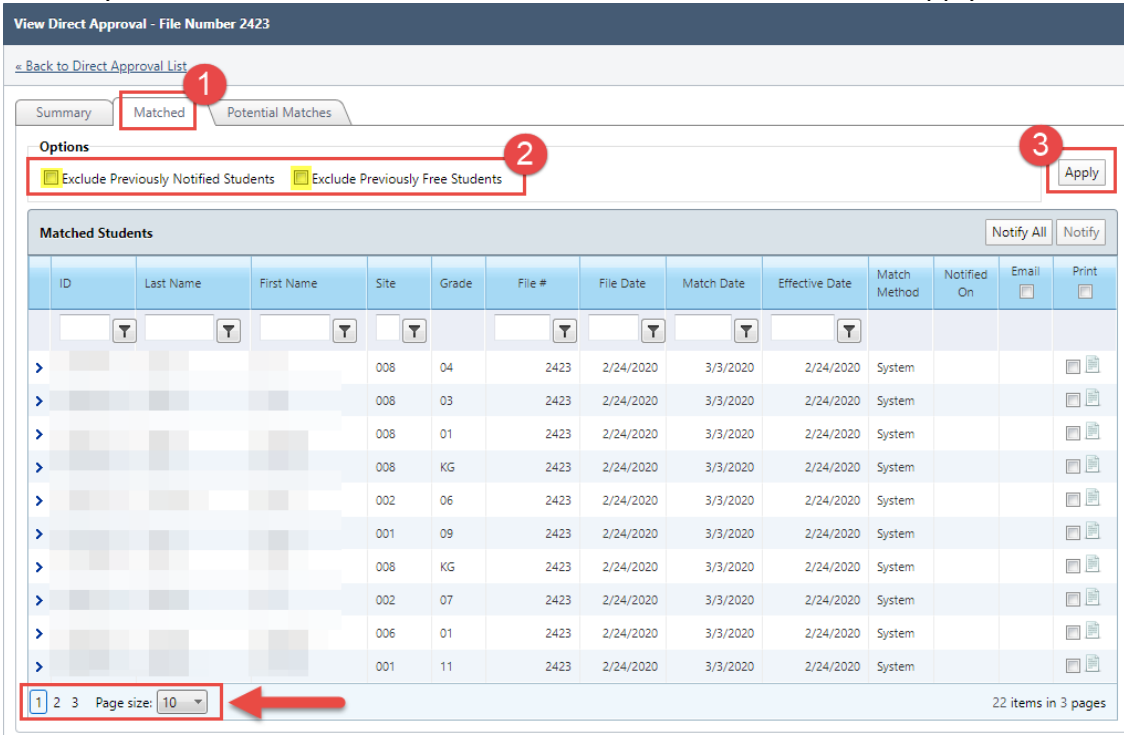 View Direct Approval - File Number 2423
« Back to Direct Approval List
1
Summary Matched Potential Matches
Options
2
3
Exclude Previously Notified Students Exclude Previously Free Students
Apply
Matched Students Notify All Notify
ID Last Name First Name Site Grade File # File Date Match Date Effective Date Match Method Notified On Email Print
008 04 2423 2/24/2020 3/3/2020 2/24/2020 System
008 03 2423 2/24/2020 3/3/2020 2/24/2020 System
008 01 2423 2/24/2020 3/3/2020 2/24/2020 System
008 KG 2423 2/24/2020 3/3/2020 2/24/2020 System
002 06 2423 2/24/2020 3/3/2020 2/24/2020 System
001 09 2423 2/24/2020 3/3/2020 2/24/2020 System
008 KG 2423 2/24/2020 3/3/2020 2/24/2020 System
002 07 2423 2/24/2020 3/3/2020 2/24/2020 System
006 01 2423 2/24/2020 3/3/2020 2/24/2020 System
001 11 2423 2/24/2020 3/3/2020 2/24/2020 System
1 2 3 Page size: 10 22 items in 3 pages